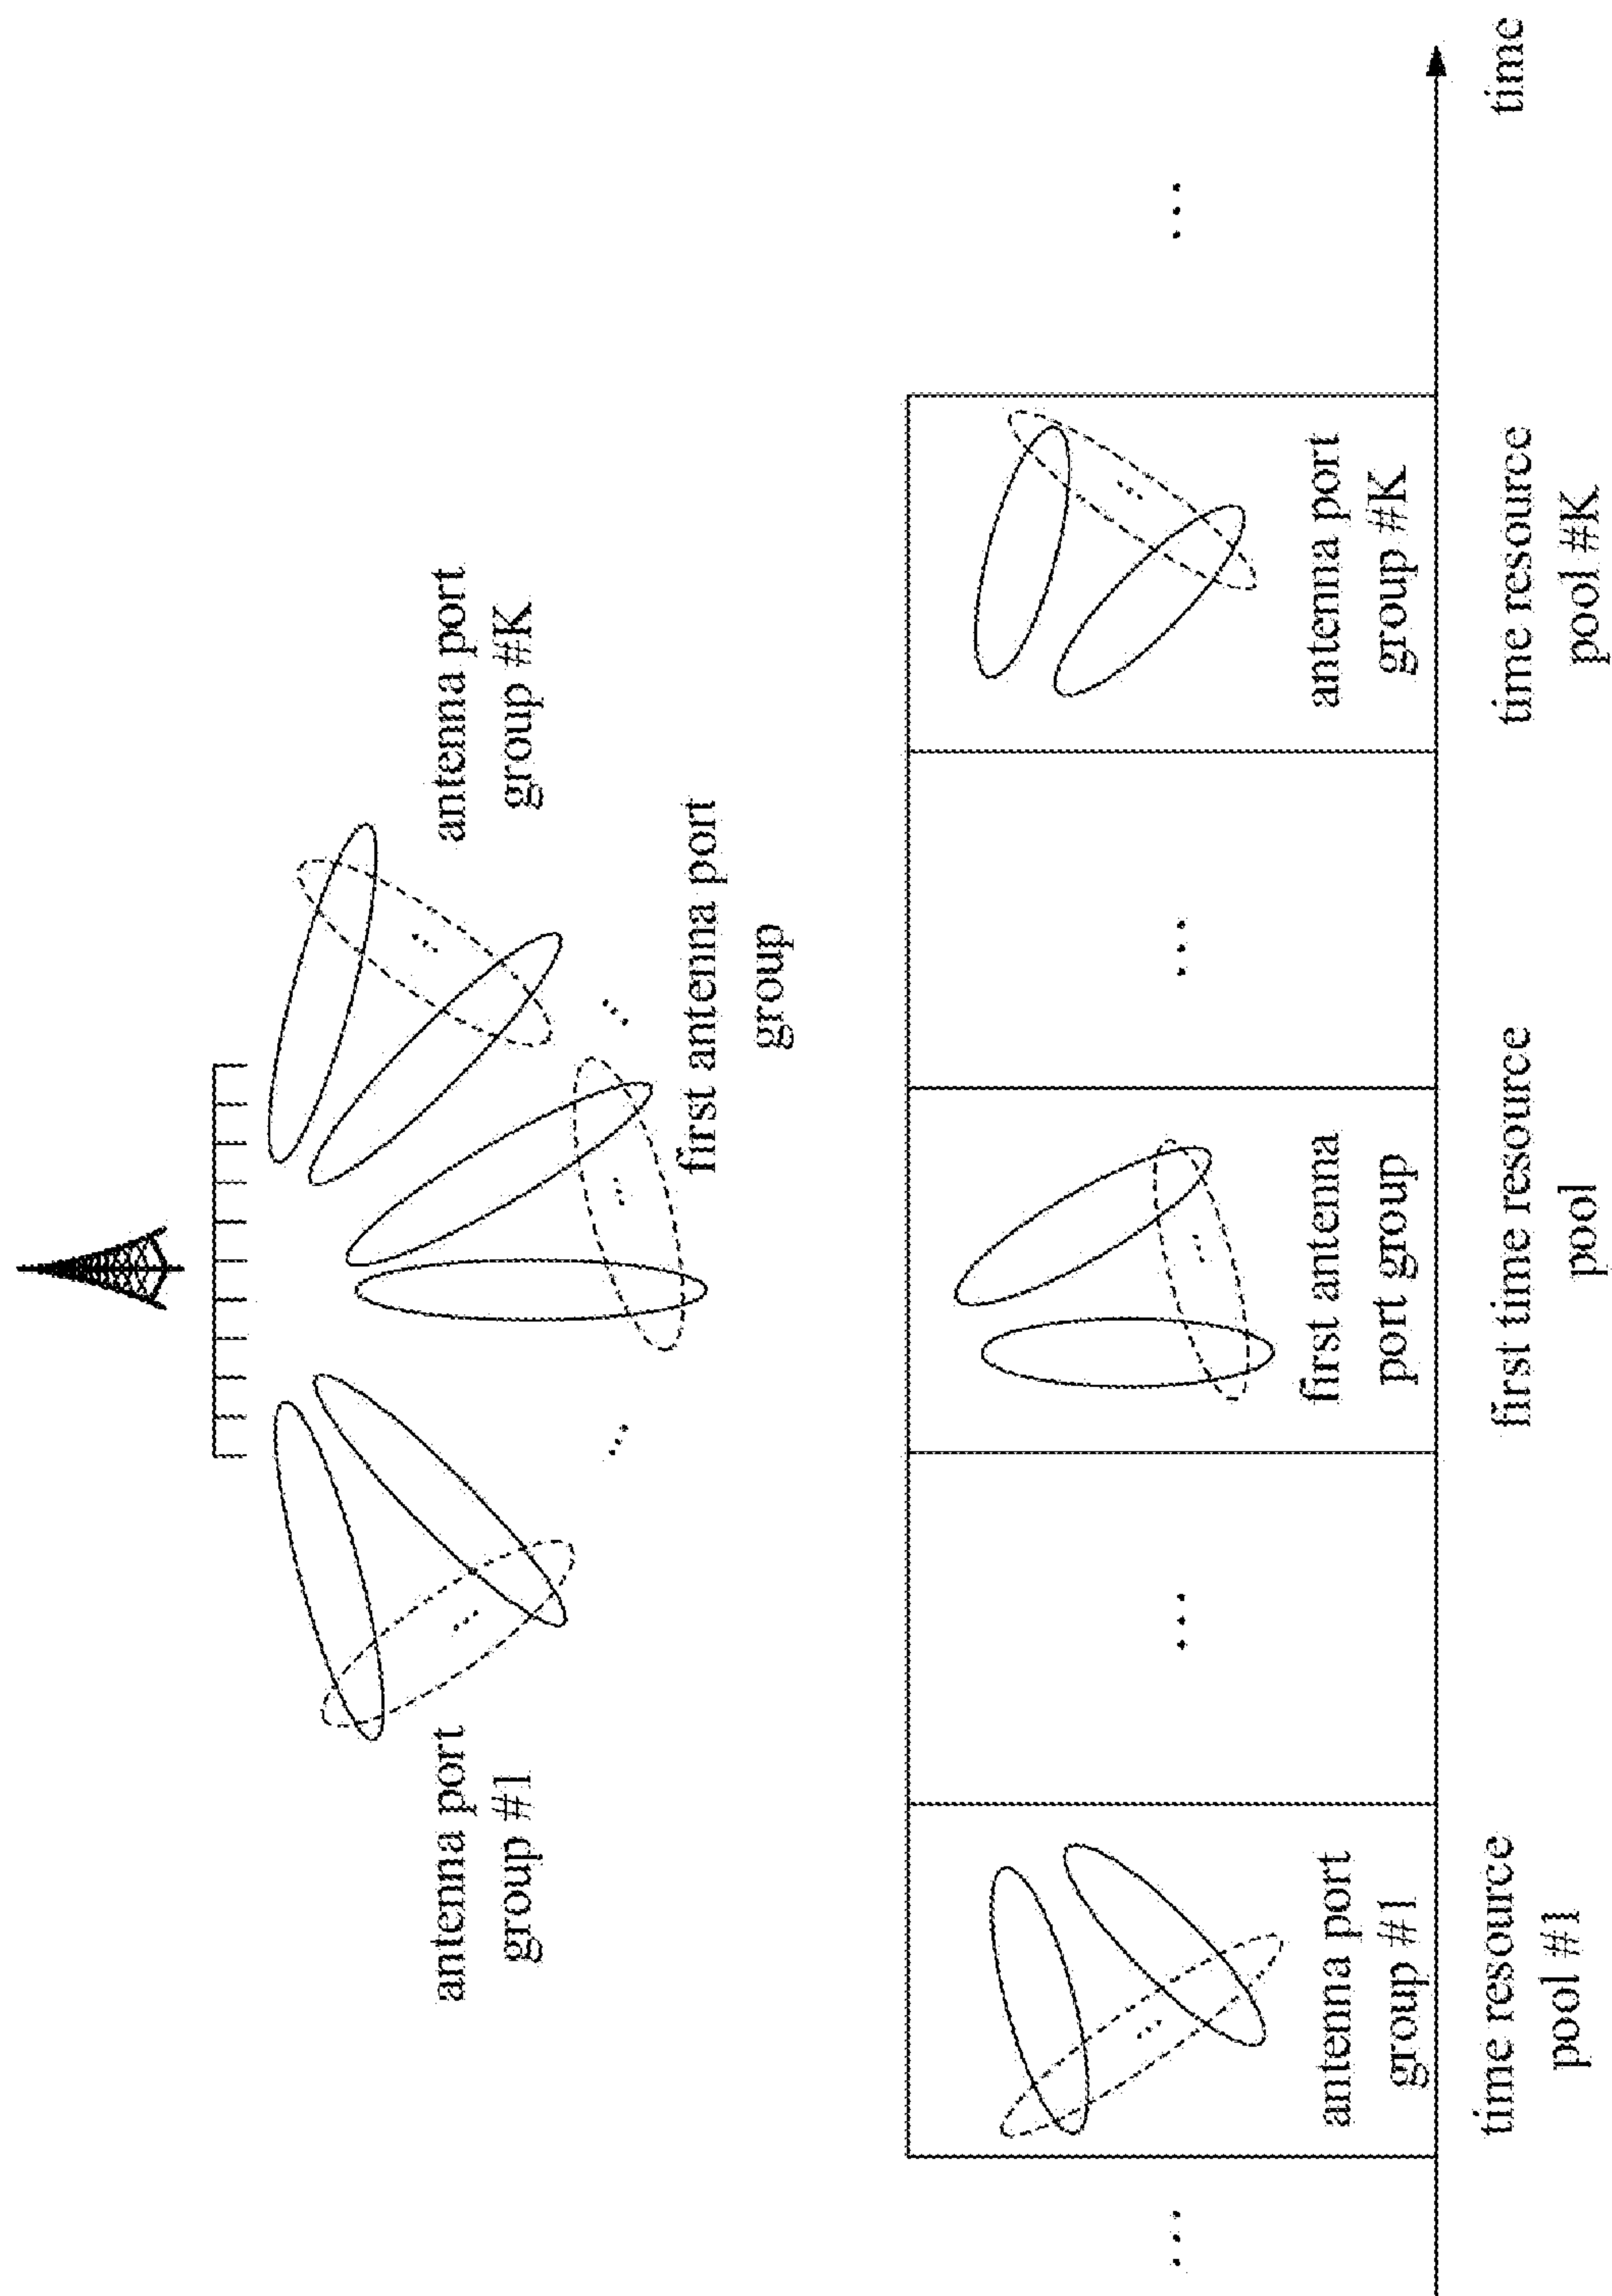 antenna port
group #1
first antenna port
group
antenna port
group #K
...
...
...
...
...
...
...
...
...
antenna port
group #1
...
...
first antenna
port group
...
...
antenna port
group #K
...
...
time resource
pool #1
first time resource
pool
time resource
pool #K
time